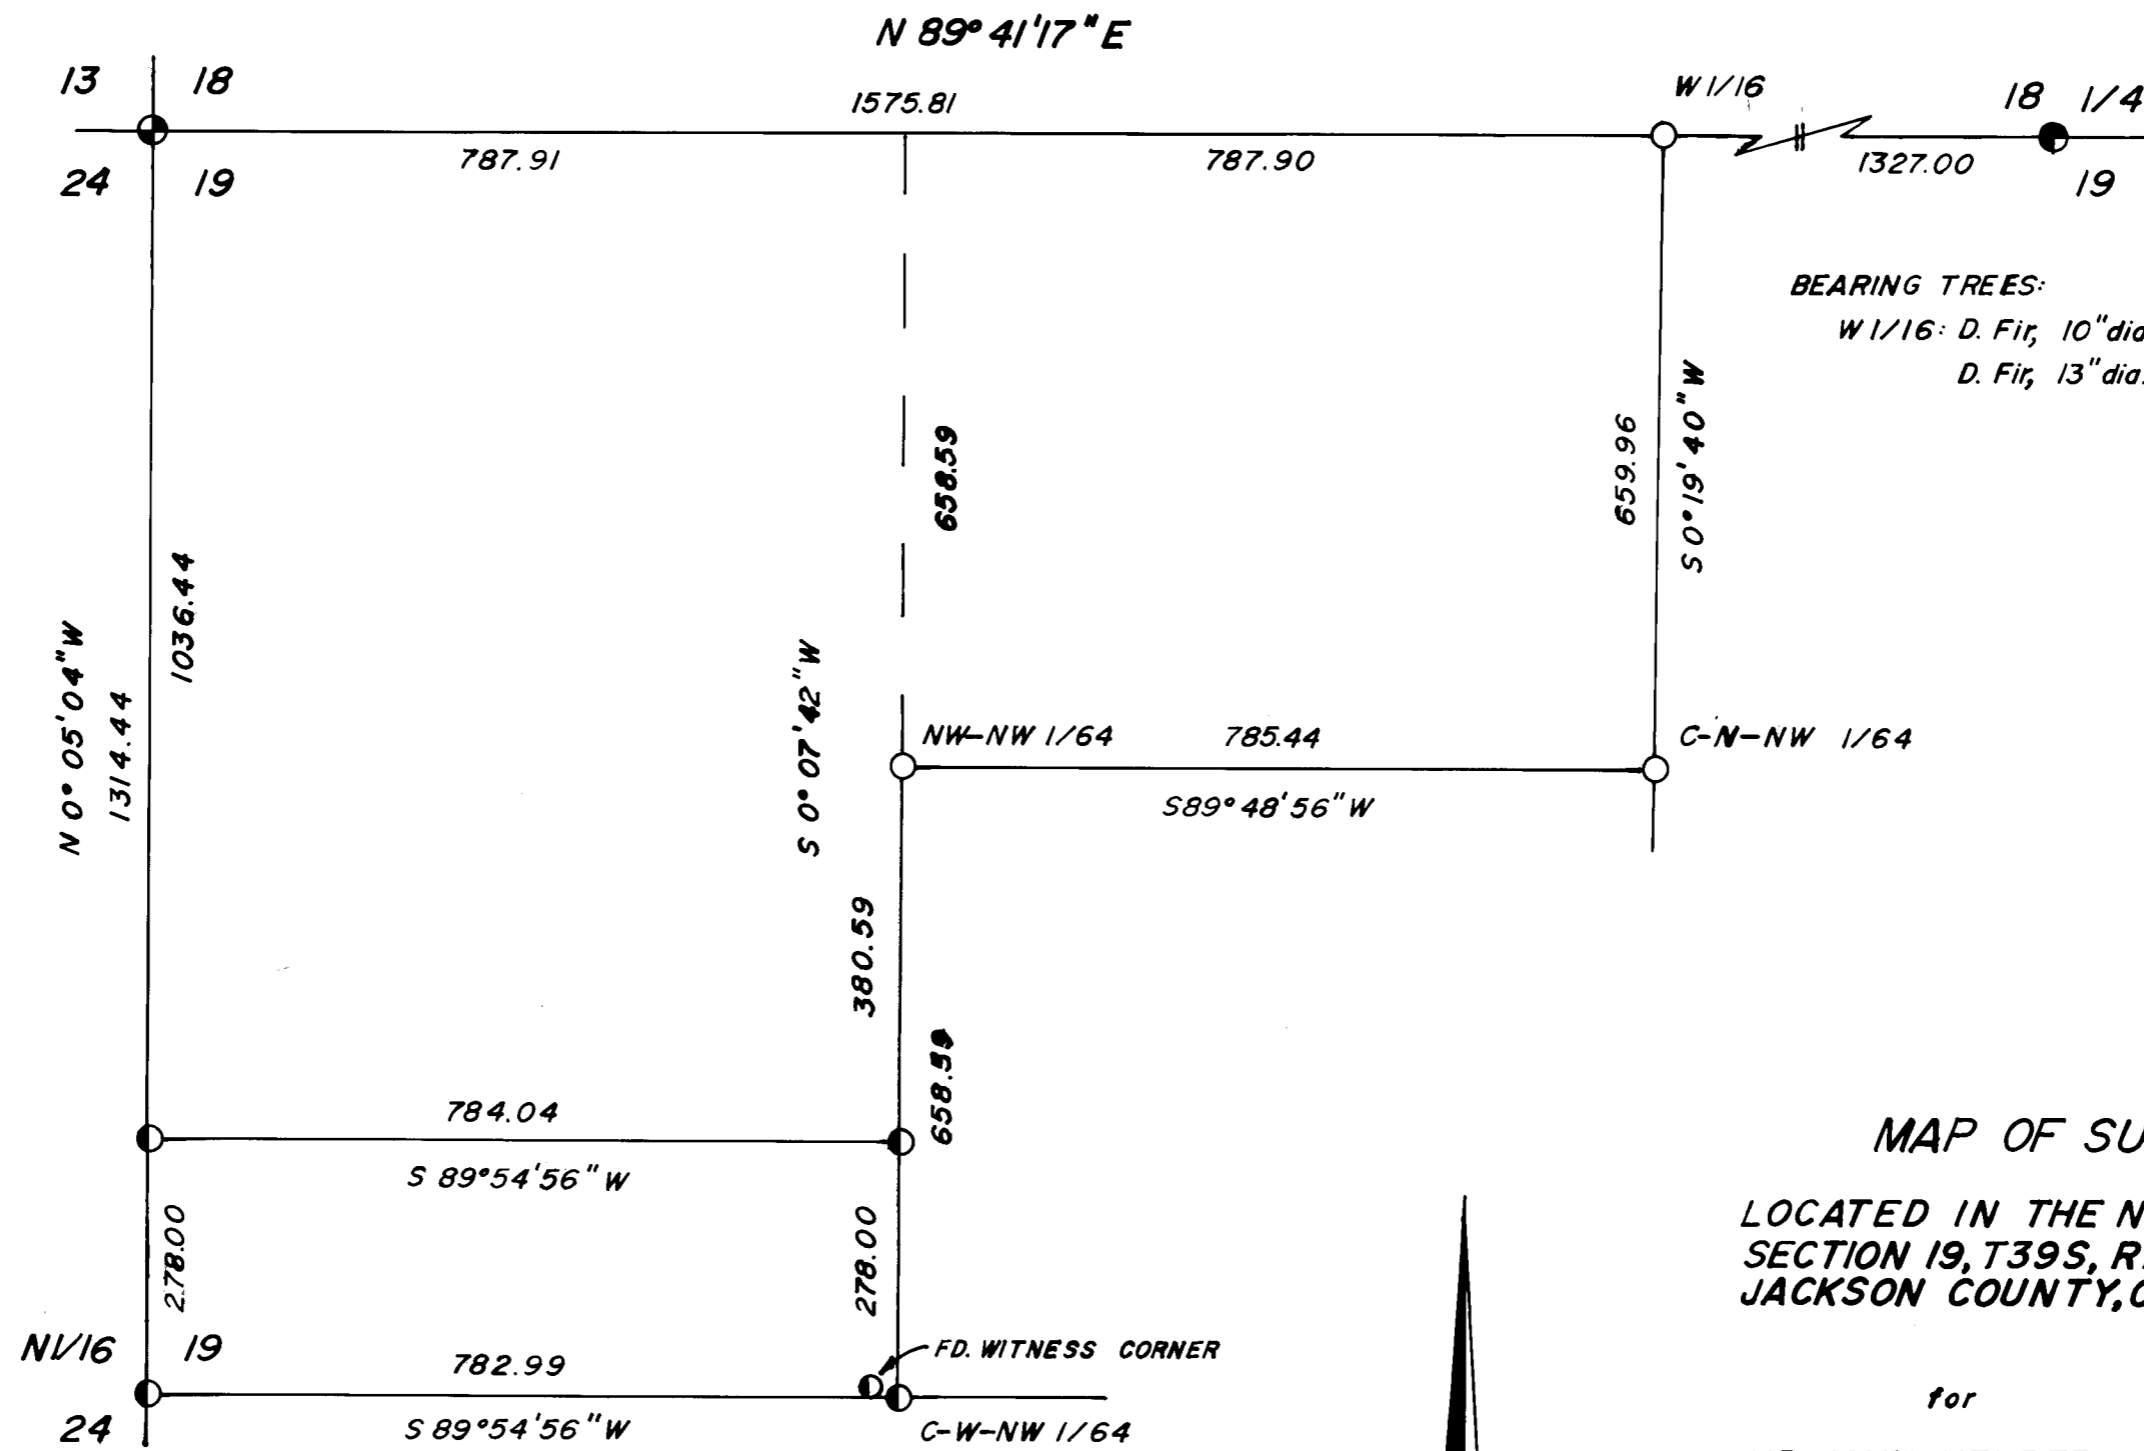 N 89° 41' 17" E
13 18
1575.81
W 1/16
18 1/4
24 19
787.91
787.90
1327.00
19
BEARING TREES:
W 1/16: D. Fir, 10" dia
D. Fir, 13" dia.
658.59
659.96
S 0° 19' 40" W
1036.44
N 0° 05' 04" W
1314.44
S 0° 07' 42" W
NW-NW 1/64
785.44
C-N-NW 1/64
S 89° 48' 56" W
380.59
658.59
784.04
S 89° 54' 56" W
278.00
278.00
MAP OF SU
LOCATED IN THE N
SECTION 19, T39S, R
JACKSON COUNTY, O
N 1/16 19
782.99
FD. WITNESS CORNER
24
S 89° 54' 56" W
C-W-NW 1/64
for